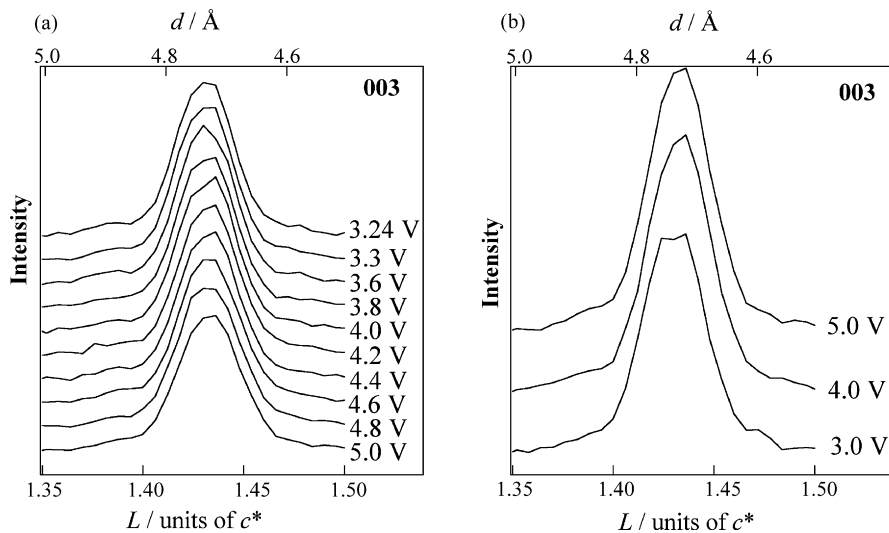 (a)
d / Å
5.0 4.8 4.6
003
Intensity
3.24 V
3.3 V
3.6 V
3.8 V
4.0 V
4.2 V
4.4 V
4.6 V
4.8 V
5.0 V
1.35 1.40 1.45 1.50
L / units of c*
(b)
d / Å
5.0 4.8 4.6
003
Intensity
5.0 V
4.0 V
3.0 V
1.35 1.40 1.45 1.50
L / units of c*